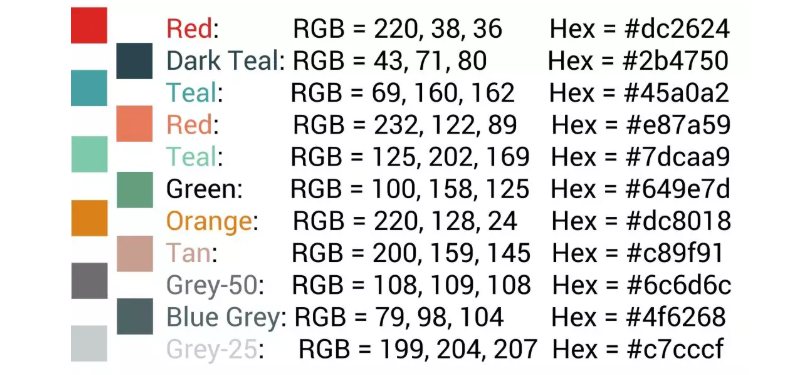 Red: RGB = 220, 38, 36 Hex = #dc2624
Dark Teal: RGB = 43, 71, 80 Hex = #2b4750
Teal: RGB = 69, 160, 162 Hex = #45a0a2
Red: RGB = 232, 122, 89 Hex = #e87a59
Teal: RGB = 125, 202, 169 Hex = #7dcaa9
Green: RGB = 100, 158, 125 Hex = #649e7d
Orange: RGB = 220, 128, 24 Hex = #dc8018
Tan: RGB = 200, 159, 145 Hex = #c89f91
Grey-50: RGB = 108, 109, 108 Hex = #6c6d6c
Blue Grey: RGB = 79, 98, 104 Hex = #4f6268
Grey-25: RGB = 199, 204, 207 Hex = #c7cccf